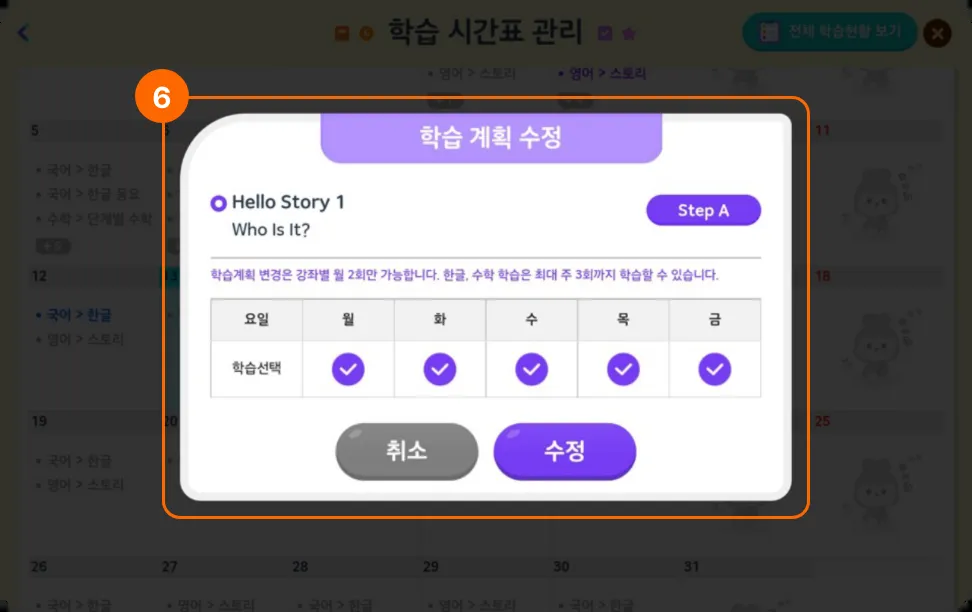 학습 시간표 관리
전체 학습현황 보기
• 영어 > 스토리
• 영어 > 스토리
6
5
11
• 국어 > 한글
• 국어 > 한글 동요
• 수학 > 단계별 수학
+ 5
학습 계획 수정
Hello Story 1
Who Is It?
Step A
학습계획 변경은 강좌별 월 2회만 가능합니다. 한글, 수학 학습은 최대 주 3회까지 학습할 수 있습니다.
요일 월 화 수 목 금
학습선택
취소
수정
12
18
• 국어 > 한글
• 영어 > 스토리
19
20
25
• 국어 > 한글
• 영어 > 스토리
26 27 28 29 30 31
• 국어 > 한글 • 영어 > 스토리 • 국어 > 한글 • 영어 > 스토리 • 국어 > 한글